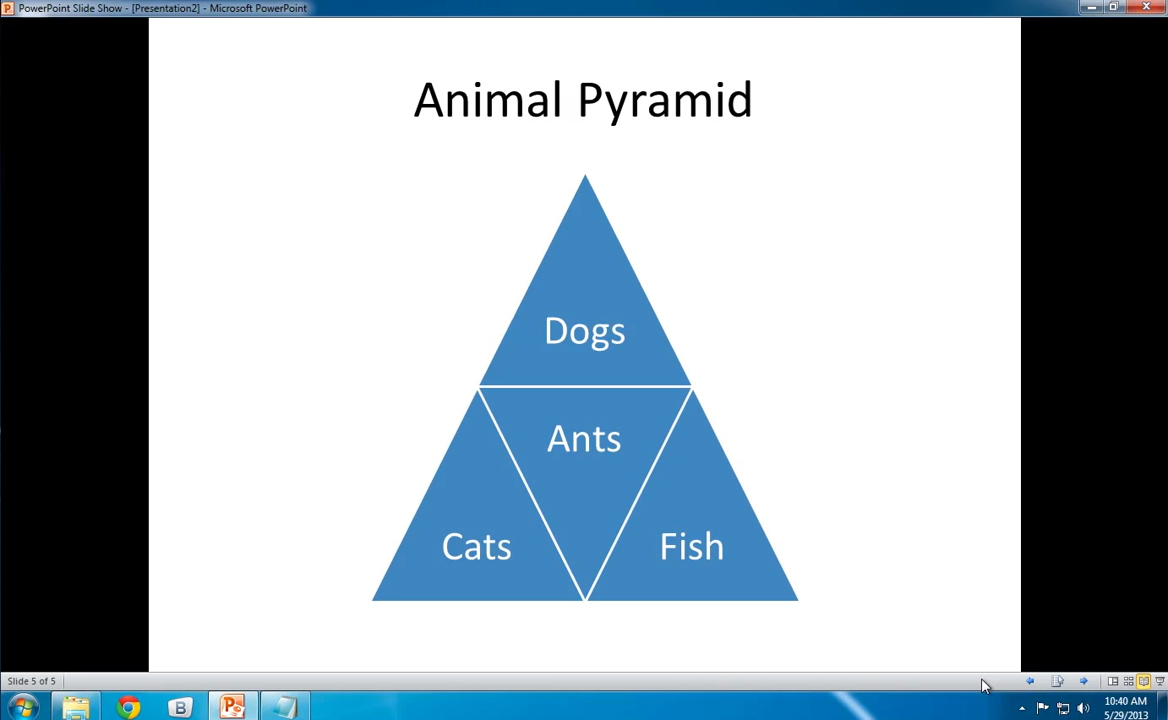 PowerPoint Slide Show - [Presentation2] - Microsoft PowerPoint
Animal Pyramid
Dogs
Ants
Cats
Fish
Slide 5 of 5
10:40 AM
5/29/2013